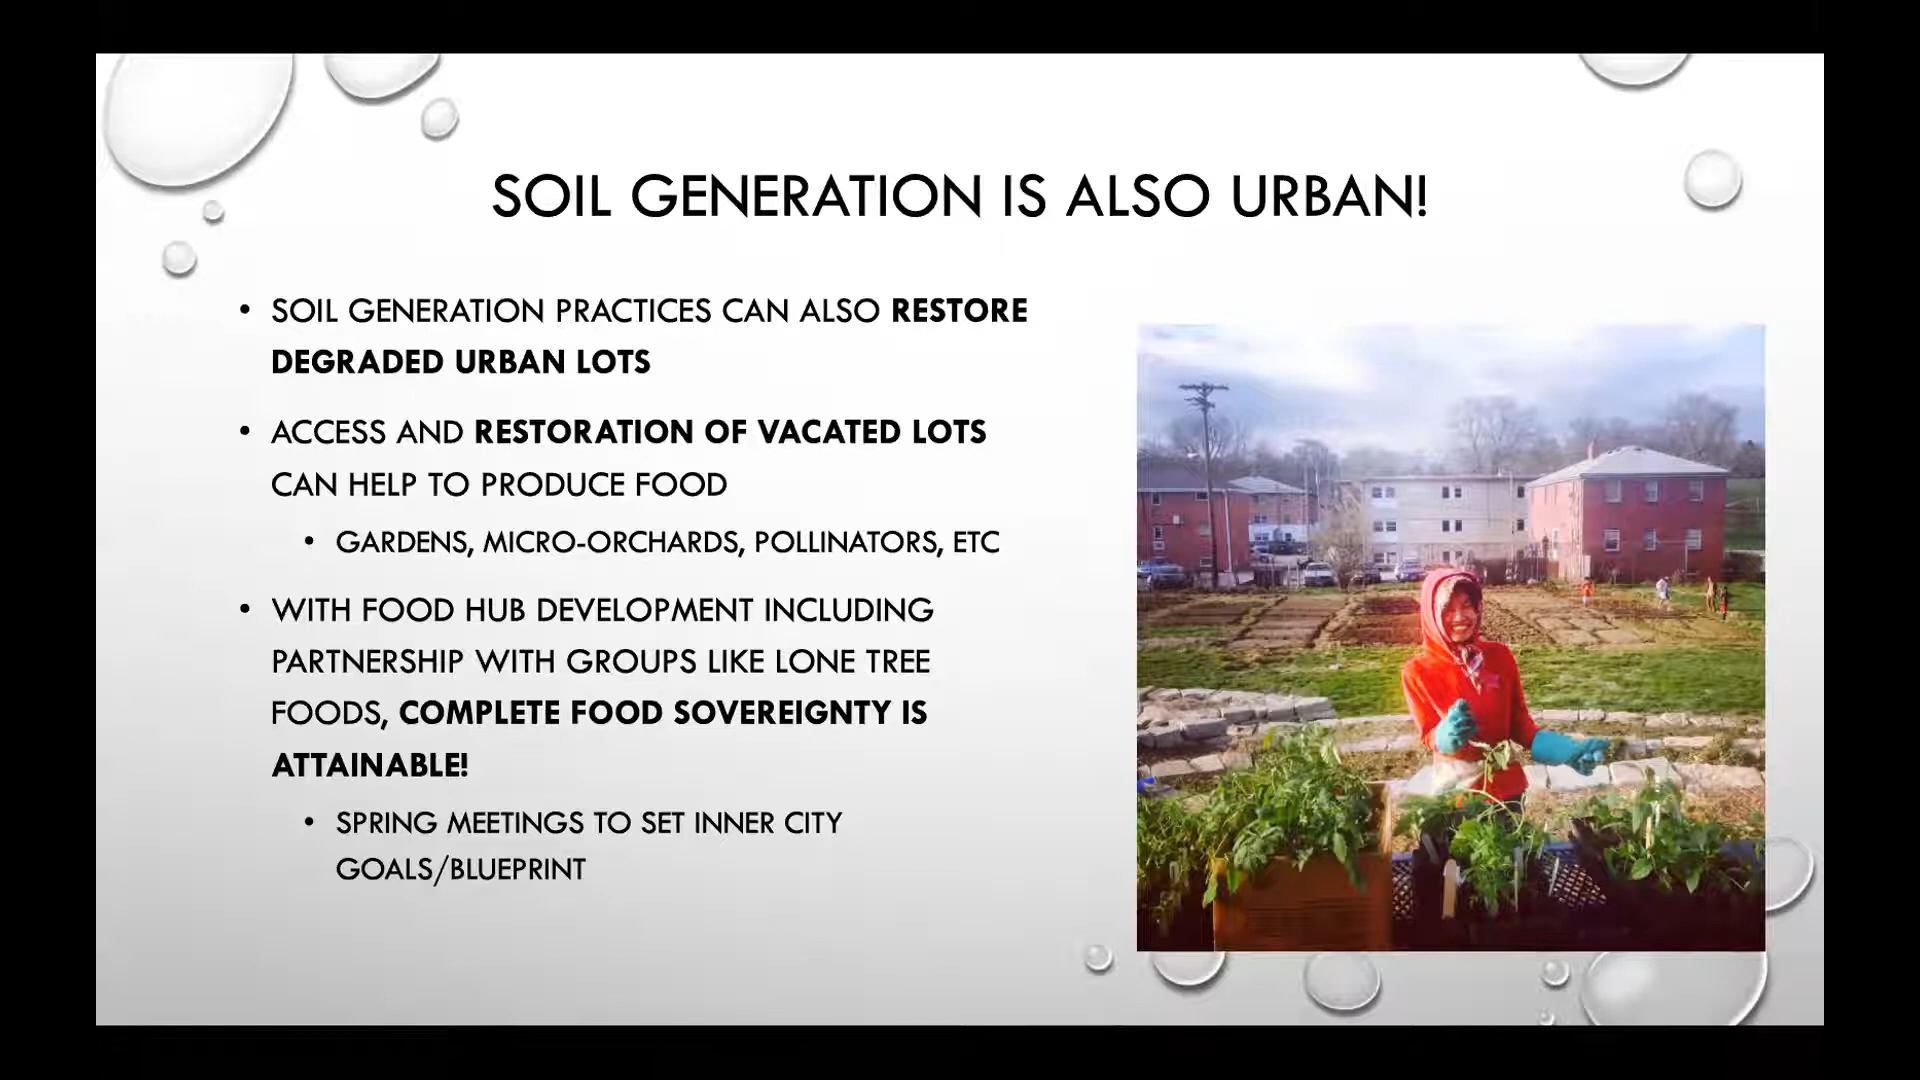 SOIL GENERATION IS ALSO URBAN!
• SOIL GENERATION PRACTICES CAN ALSO RESTORE
DEGRADED URBAN LOTS
• ACCESS AND RESTORATION OF VACATED LOTS
CAN HELP TO PRODUCE FOOD
• GARDENS, MICRO-ORCHARDS, POLLINATORS, ETC
• WITH FOOD HUB DEVELOPMENT INCLUDING
PARTNERSHIP WITH GROUPS LIKE LONE TREE
FOODS, COMPLETE FOOD SOVEREIGNTY IS
ATTAINABLE!
• SPRING MEETINGS TO SET INNER CITY
GOALS/BLUEPRINT